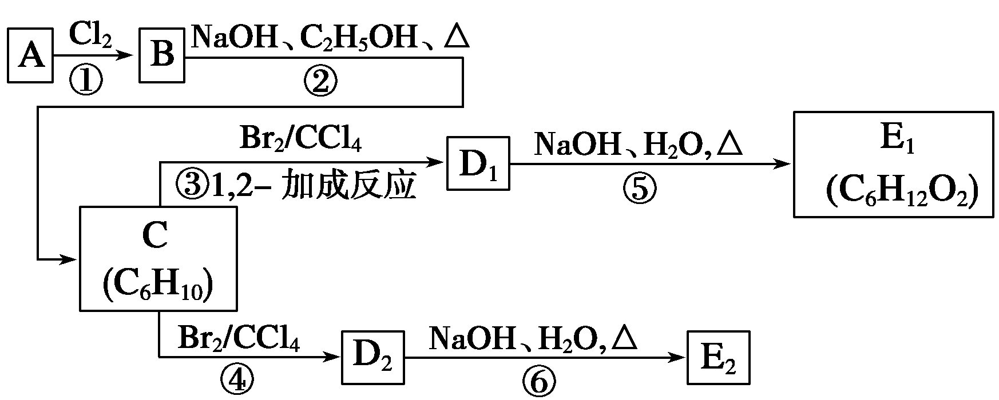 A
Cl₂
①
B
NaOH、C₂H₅OH、△
②
Br₂/CCl₄
③1,2- 加成反应
D₁
NaOH、H₂O,△
⑤
E₁
(C₆H₁₂O₂)
C
(C₆H₁₀)
Br₂/CCl₄
④
D₂
NaOH、H₂O,△
⑥
E₂